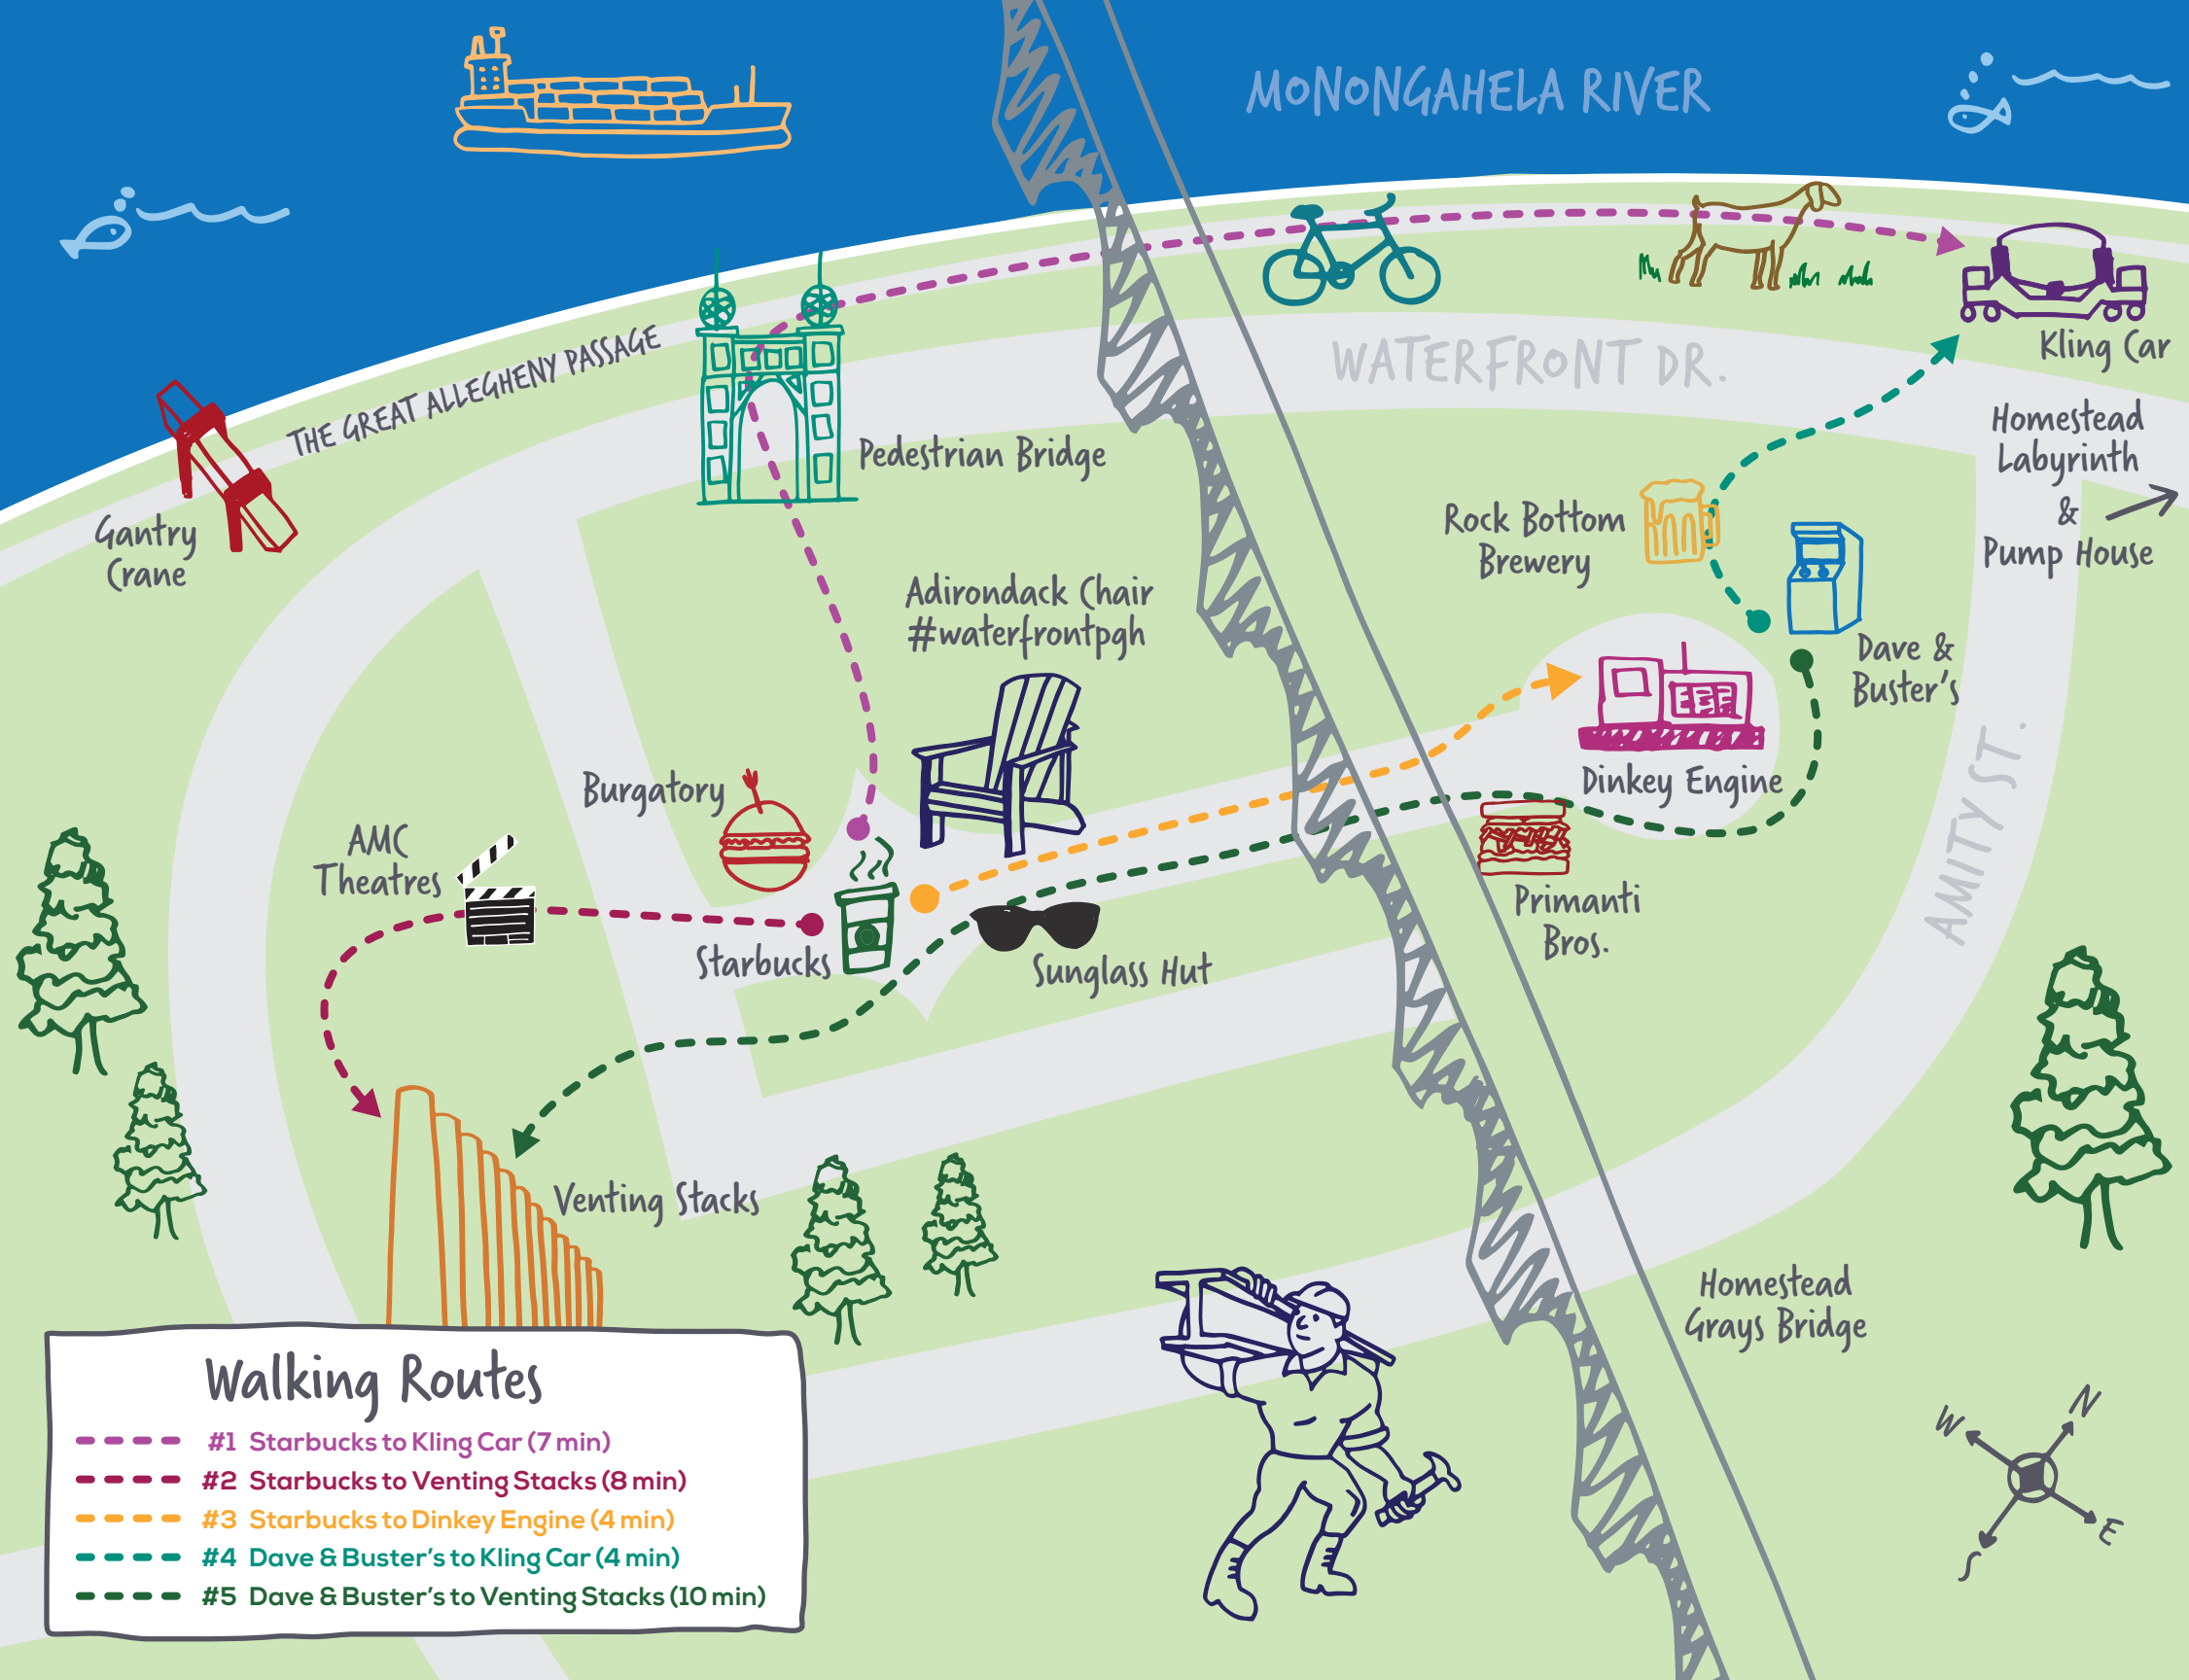 MONONGAHELA RIVER
THE GREAT ALLEGHENY PASSAGE
WATERFRONT DR.
Kling Car
Homestead
Labyrinth
&
Pump House
Gantry
Crane
Pedestrian Bridge
Rock Bottom
Brewery
Adirondack Chair
#waterfrontpgh
Dave &
Buster's
Dinkey Engine
Burgatory
AMC
Theatres
AMITY ST.
Primanti
Bros.
Starbucks
Sunglass Hut
Venting Stacks
Homestead
Grays Bridge
Walking Routes
#1 Starbucks to Kling Car (7 min)
#2 Starbucks to Venting Stacks (8 min)
#3 Starbucks to Dinkey Engine (4 min)
#4 Dave & Buster's to Kling Car (4 min)
#5 Dave & Buster's to Venting Stacks (10 min)
N
W
E
S